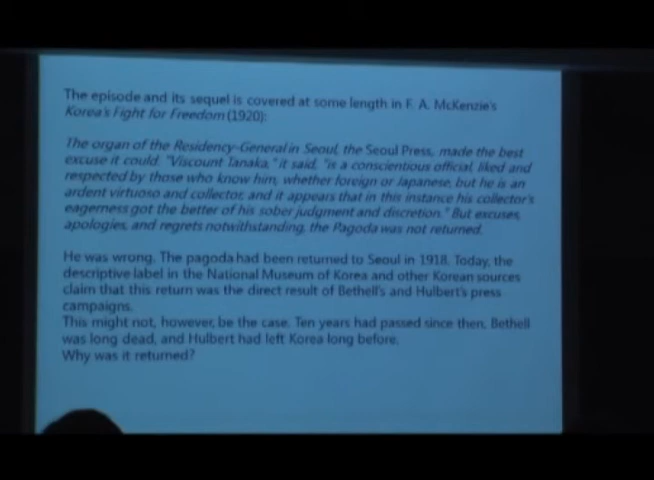 The episode and its sequel is covered at some length in F. A. McKenzie's
Korea's Fight for Freedom (1920):
The organ of the Residency-General in Seoul, the Seoul Press, made the best
excuse it could. "Viscount Tanaka," it said, "is a conscientious official, liked and
respected by those who know him, whether foreign or Japanese, but he is an
ardent virtuoso and collector, and it appears that in this instance his collector's
eagerness got the better of his sober judgment and discretion." But excuses,
apologies, and regrets notwithstanding, the Pagoda was not returned.
He was wrong. The pagoda had been returned to Seoul in 1918. Today, the
descriptive label in the National Museum of Korea and other Korean sources
claim that this return was the direct result of Bethell's and Hulbert's press
campaigns.
This might not, however, be the case. Ten years had passed since then, Bethell
was long dead, and Hulbert had left Korea long before.
Why was it returned?